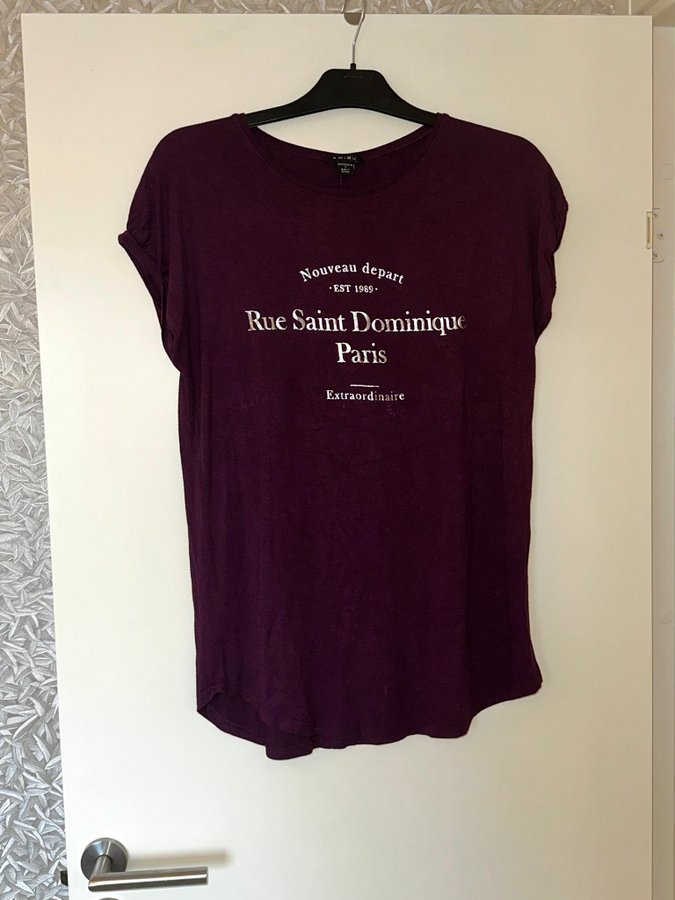 Nouveau depart
·EST 1989·
Rue Saint Dominique
Paris
Extraordinaire